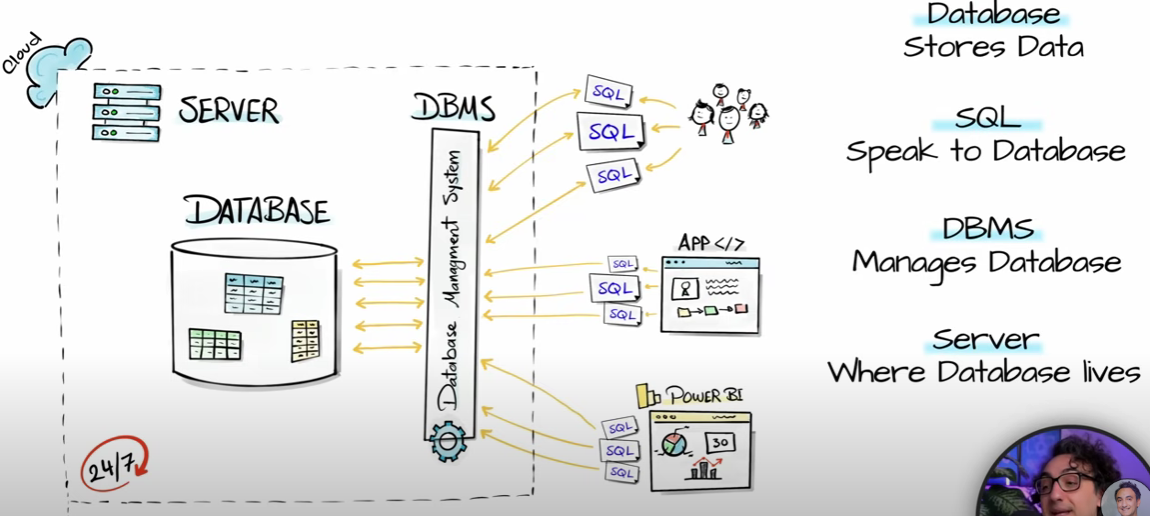 Cloud
SERVER
DATABASE
24/7
DBMS
Database Managment System
SQL
SQL
SQL
APP </>
SQL
SQL
SQL
POWER BI
30
SQL
SQL
SQL
Database
Stores Data
SQL
Speak to Database
DBMS
Manages Database
Server
Where Database lives